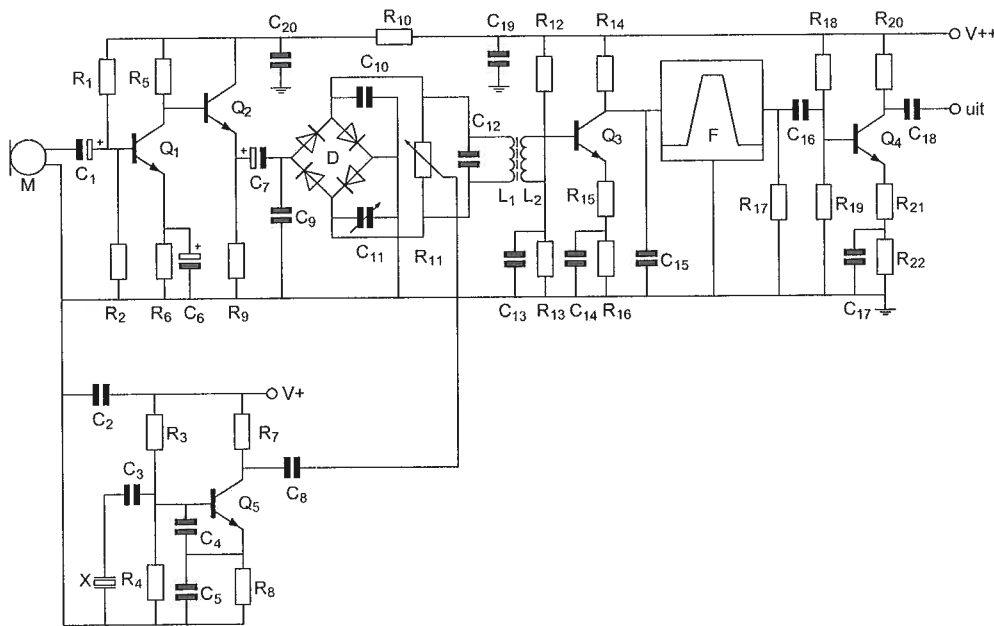 C20 R10 C19 R12 R14 R18 R20
V++
R1 R5 C10
Q2 C12 uit
M C1 + Q1 + C7 D Q3 F C16 Q4 C18
C9 L1 L2 R15 R17 R19 R21
+ C11 R11 C15 R22
R2 R6 C6 R9 C13 R13 C14 R16 C17
C2 V+
R3 R7
C3 C8
Q5
C4
X R4 C5 R8